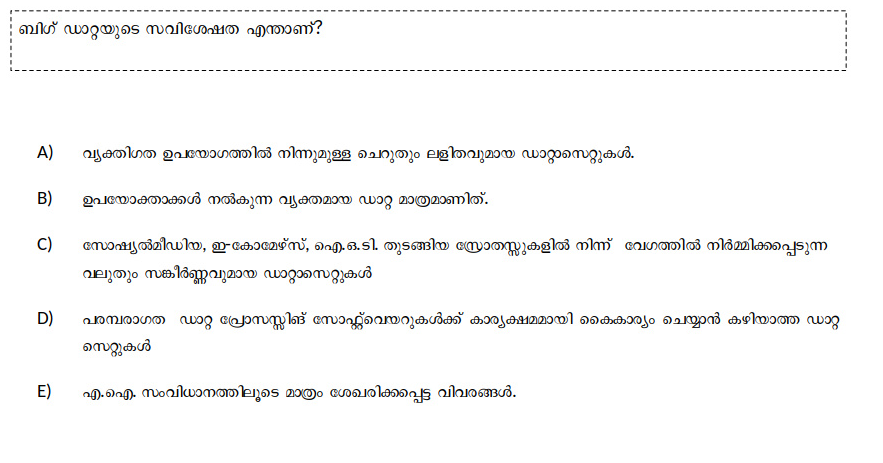 ബിഗ് ഡാറ്റയുടെ സവിശേഷത എന്താണ്?
A) വ്യക്തിഗത ഉപയോഗത്തിൽ നിന്നുമുള്ള ചെറുതും ലളിതവുമായ ഡാറ്റാസെറ്റുകൾ.
B) ഉപയോക്താക്കൾ നൽകുന്ന വ്യക്തമായ ഡാറ്റ മാത്രമാണിത്.
C) സോഷ്യൽമീഡിയ, ഇ-കോമേഴ്സ്, ഐ.ഒ.ടി. തുടങ്ങിയ സ്രോതസ്സുകളിൽ നിന്ന് വേഗത്തിൽ നിർമ്മിക്കപ്പെടുന്ന
വലുതും സങ്കീർണ്ണവുമായ ഡാറ്റാസെറ്റുകൾ
D) പരമ്പരാഗത ഡാറ്റ പ്രോസസ്സിങ് സോഫ്റ്റ്‌വെയറുകൾക്ക് കാര്യക്ഷമമായി കൈകാര്യം ചെയ്യാൻ കഴിയാത്ത ഡാറ്റ
സെറ്റുകൾ
E) എ.ഐ. സംവിധാനത്തിലൂടെ മാത്രം ശേഖരിക്കപ്പെട്ട വിവരങ്ങൾ.